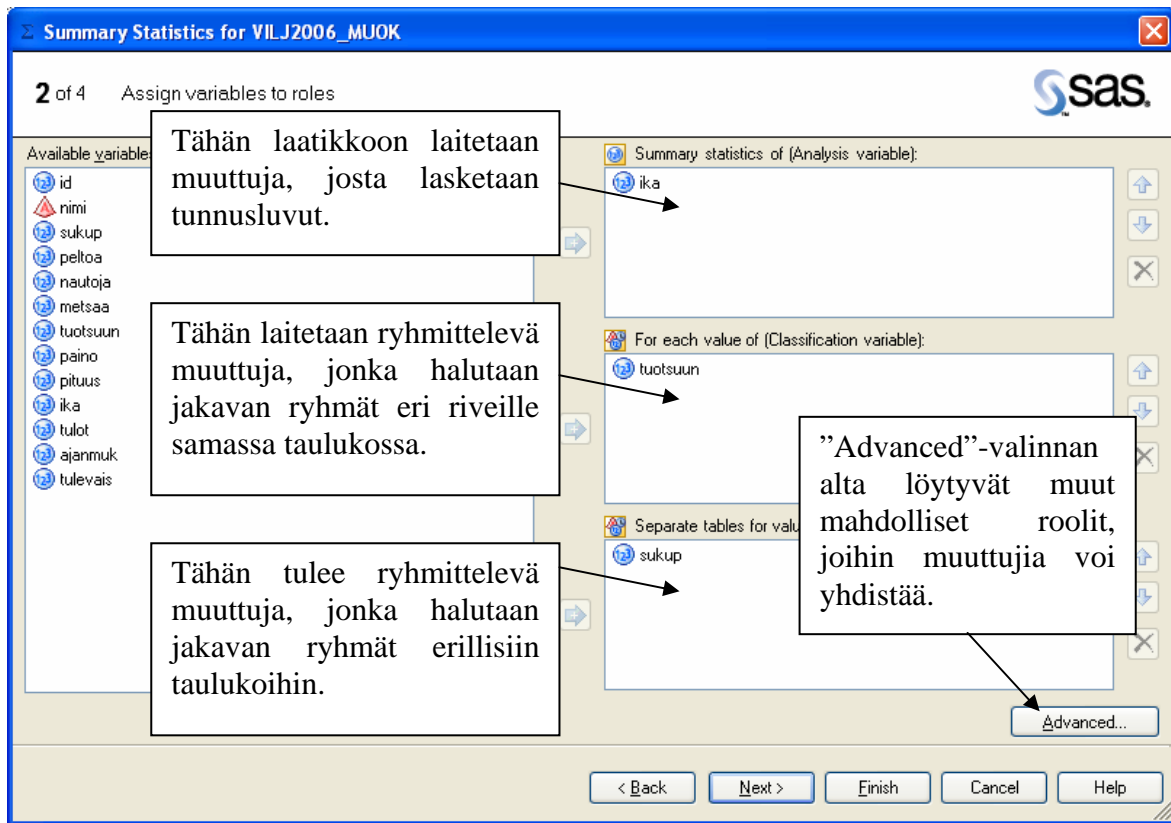 Σ Summary Statistics for VILJ2006_MUOK
2 of 4 Assign variables to roles
sas.
TM
Available variable
id
nimi
sukup
peltoa
nautoja
metsaa
tuotsuun
paino
pituus
ika
tulot
ajanmuk
tulevais
Tähän laatikkoon laitetaan
muuttuja, josta lasketaan
tunnusluvut.
Summary statistics of (Analysis variable):
ika
Tähän laitetaan ryhmittelevä
muuttuja, jonka halutaan
jakavan ryhmät eri riveille
samassa taulukossa.
For each value of (Classification variable):
tuotsuun
Tähän tulee ryhmittelevä
muuttuja, jonka halutaan
jakavan ryhmät erillisiin
taulukoihin.
Separate tables for valu
sukup
”Advanced”-valinnan
alta löytyvät muut
mahdolliset roolit,
joihin muuttujia voi
yhdistää.
Advanced...
< Back Next > Finish Cancel Help